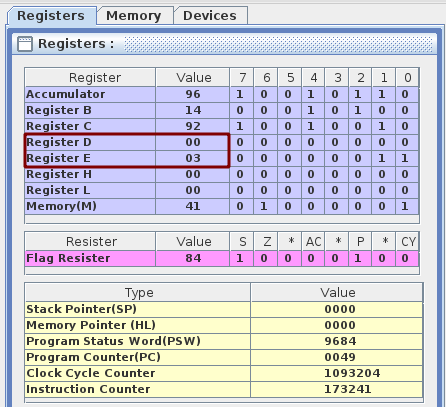 Registers Memory Devices
Registers :
Register Value 7 6 5 4 3 2 1 0
Accumulator 96 1 0 0 1 0 1 1 0
Register B 14 0 0 0 1 0 1 0 0
Register C 92 1 0 0 1 0 0 1 0
Register D 00 0 0 0 0 0 0 0 0
Register E 03 0 0 0 0 0 0 1 1
Register H 00 0 0 0 0 0 0 0 0
Register L 00 0 0 0 0 0 0 0 0
Memory(M) 41 0 1 0 0 0 0 0 1
Resister Value S Z * AC * P * CY
Flag Resister 84 1 0 0 0 0 1 0 0
Type Value
Stack Pointer(SP) 0000
Memory Pointer (HL) 0000
Program Status Word(PSW) 9684
Program Counter(PC) 0049
Clock Cycle Counter 1093204
Instruction Counter 173241